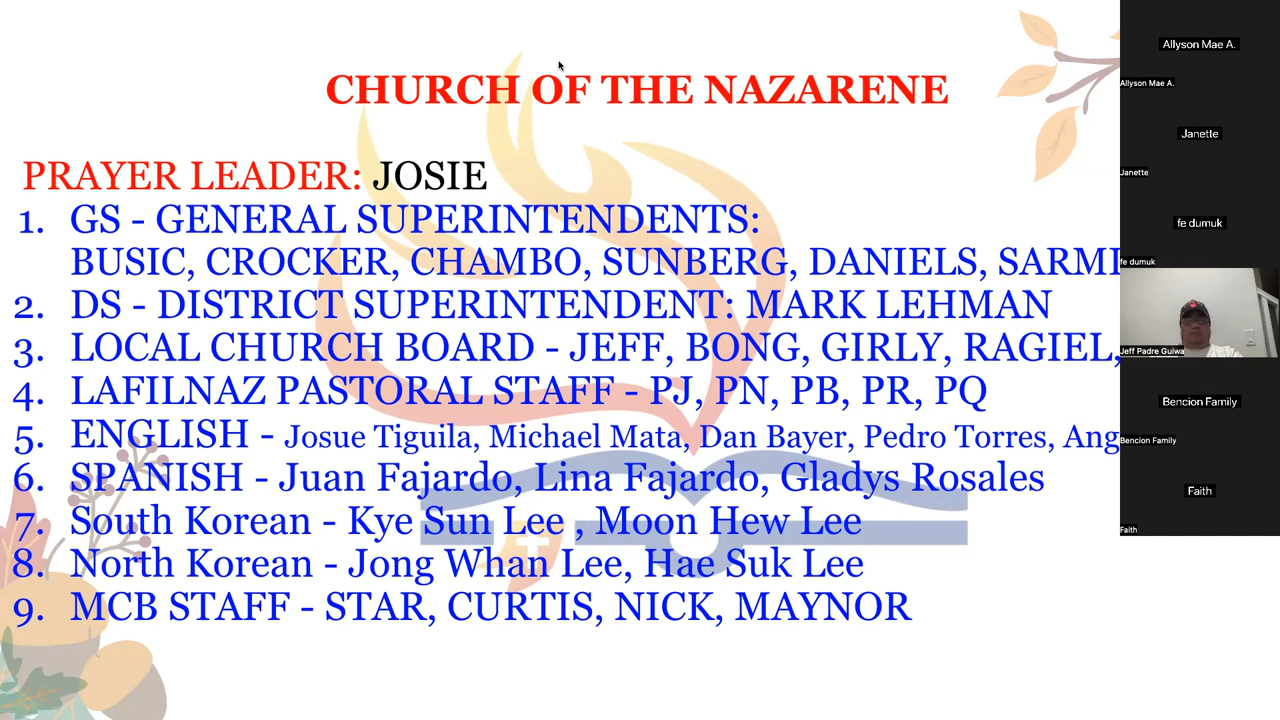 CHURCH OF THE NAZARENE
PRAYER LEADER: JOSIE
1. GS - GENERAL SUPERINTENDENTS:
BUSIC, CROCKER, CHAMBO, SUNBERG, DANIELS, SARMI
2. DS - DISTRICT SUPERINTENDENT: MARK LEHMAN
3. LOCAL CHURCH BOARD - JEFF, BONG, GIRLY, RAGIEL,
4. LAFILNAZ PASTORAL STAFF - PJ, PN, PB, PR, PQ
5. ENGLISH - Josue Tiguila, Michael Mata, Dan Bayer, Pedro Torres, Ang
6. SPANISH - Juan Fajardo, Lina Fajardo, Gladys Rosales
7. South Korean - Kye Sun Lee , Moon Hew Lee
8. North Korean - Jong Whan Lee, Hae Suk Lee
9. MCB STAFF - STAR, CURTIS, NICK, MAYNOR
Allyson Mae A.
Allyson Mae A.
Janette
Janette
fe dumuk
fe dumuk
Jeff Padre Guiwa
Bencion Family
Bencion Family
Faith
Faith